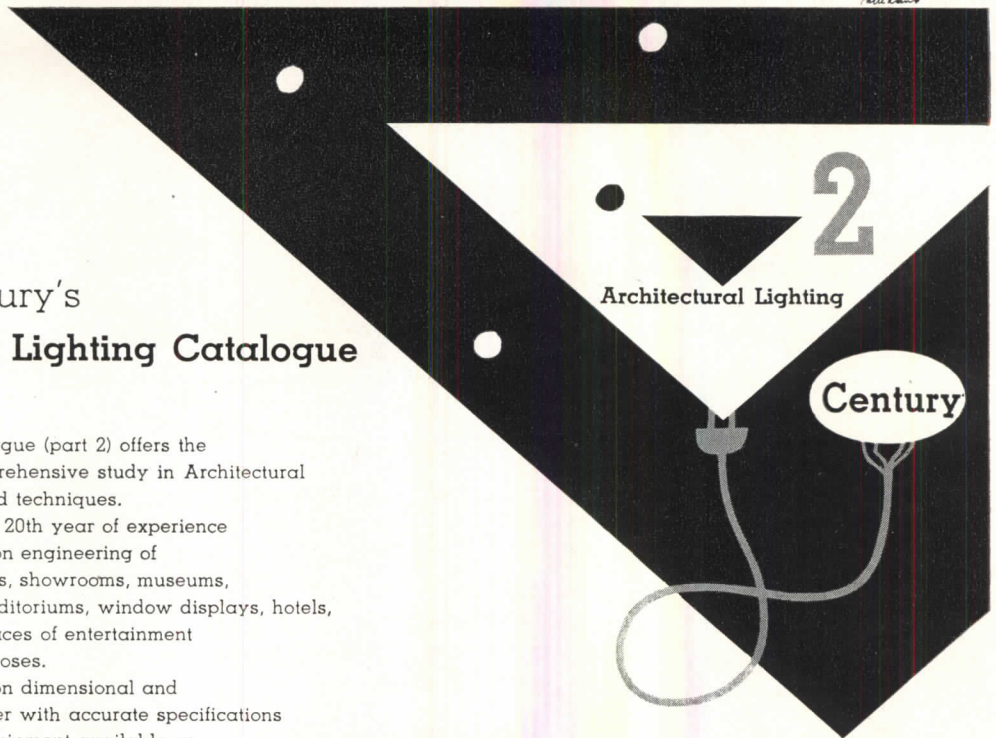 ury's
Lighting Catalogue
gue (part 2) offers the
rehensive study in Architectural
d techniques.
20th year of experience
on engineering of
s, showrooms, museums,
ditoriums, window displays, hotels,
ces of entertainment
oses.
on dimensional and
er with accurate specifications
2
Architectural Lighting
Century